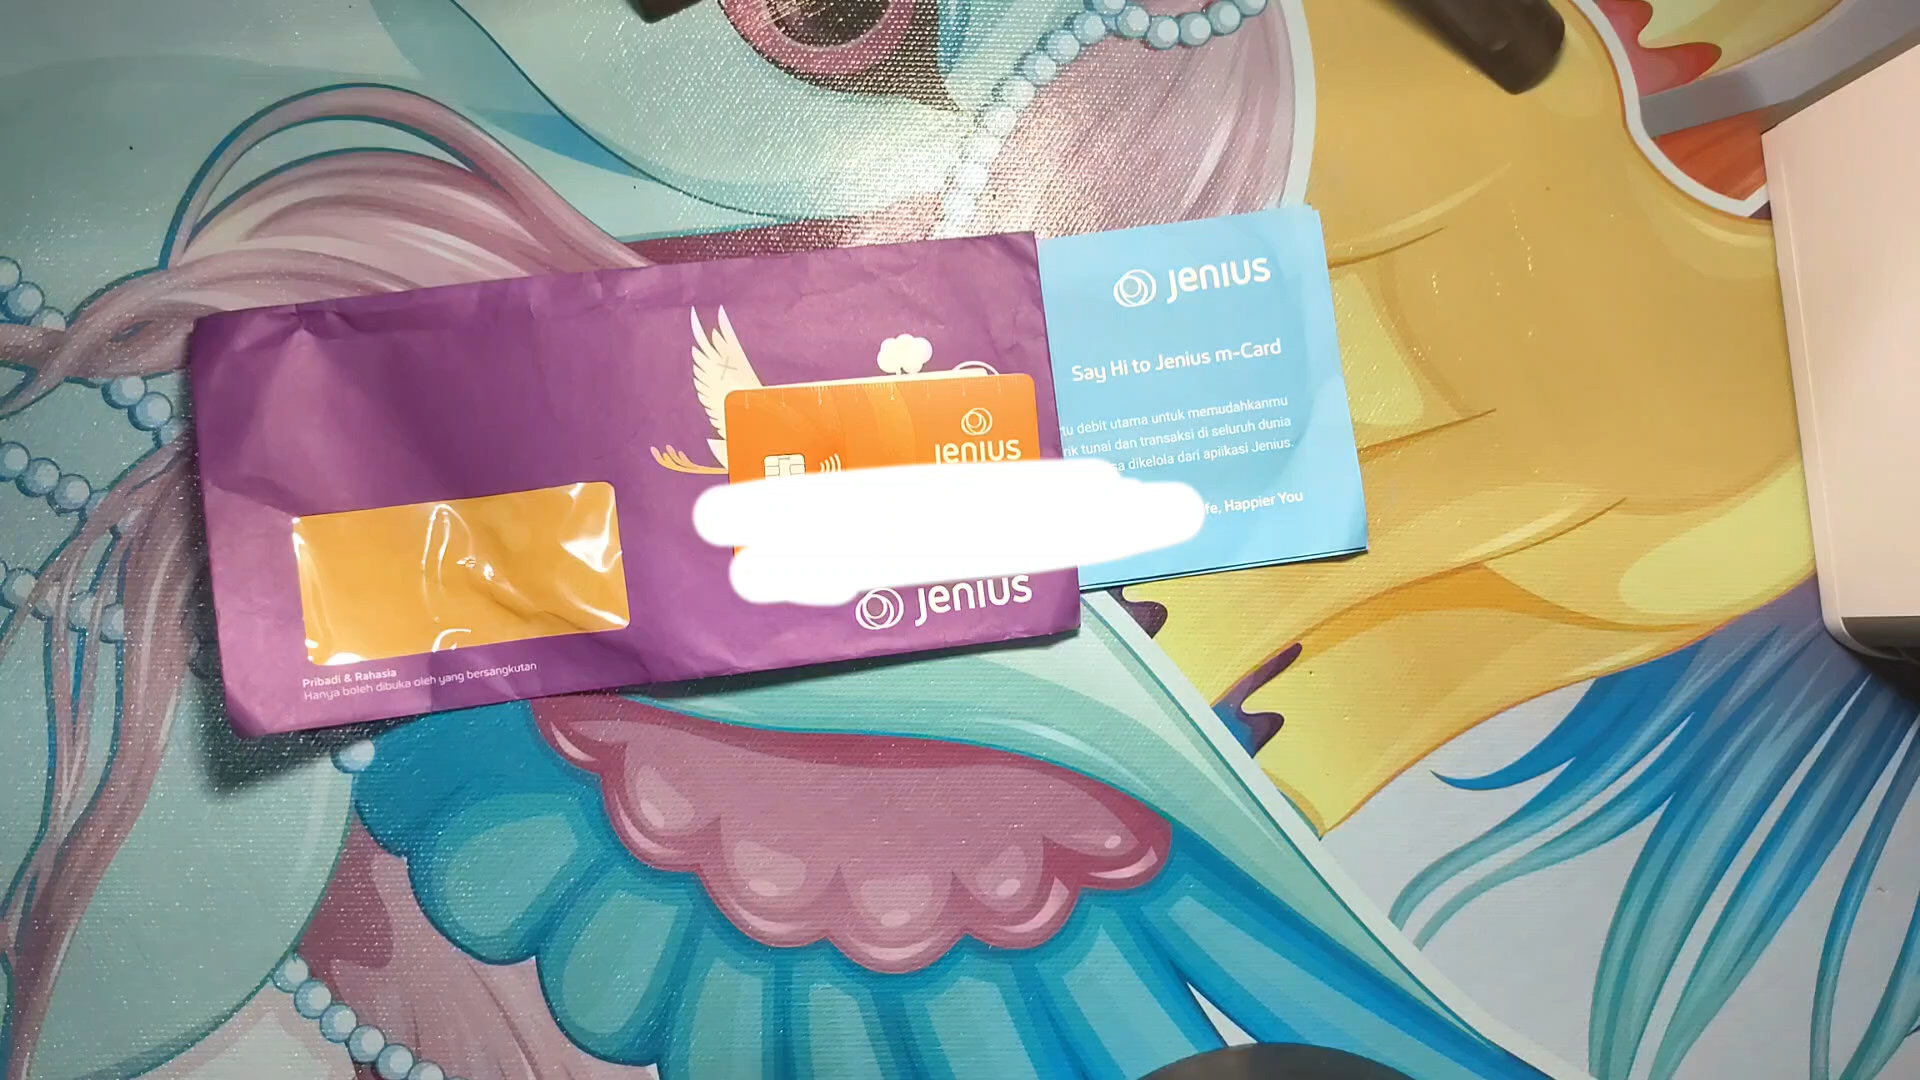 Jenius
Say Hi to Jenius m-Card
debit utama untuk memudahkanmu
tunai dan transaksi di seluruh dunia
dikelola dari aplikasi Jenius.
Happier You
Jenius
Jenius
Pribadi & Rahasia
Hanya boleh dibuka oleh yang bersangkutan